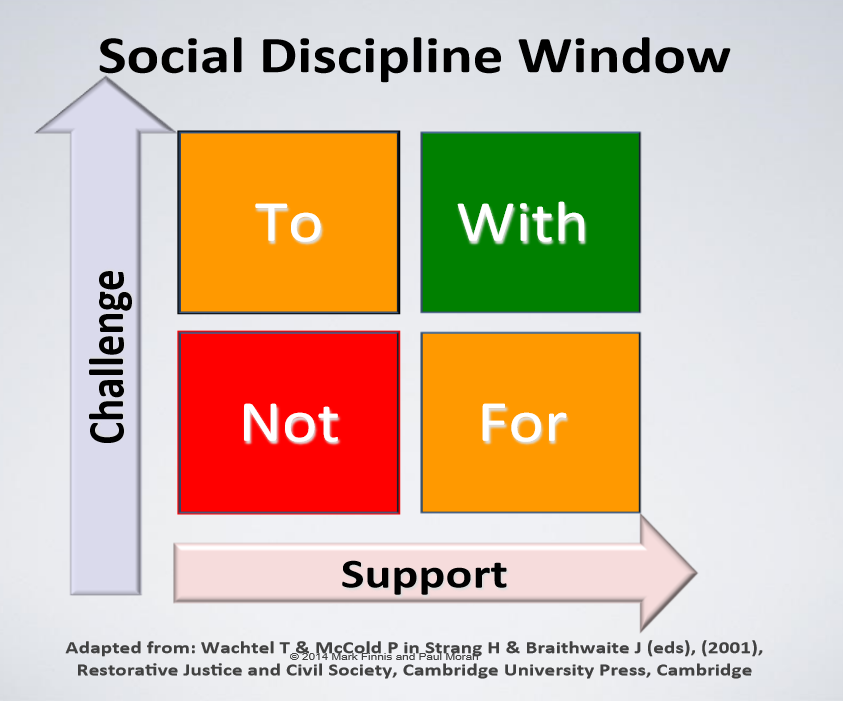 Social Discipline Window
To
With
Challenge
Not
For
Support
Adapted from: Wachtel T & McCold P in Strang H & Braithwaite J (eds), (2001),
© 2014 Mark Finnis and Paul Moran
Restorative Justice and Civil Society, Cambridge University Press, Cambridge